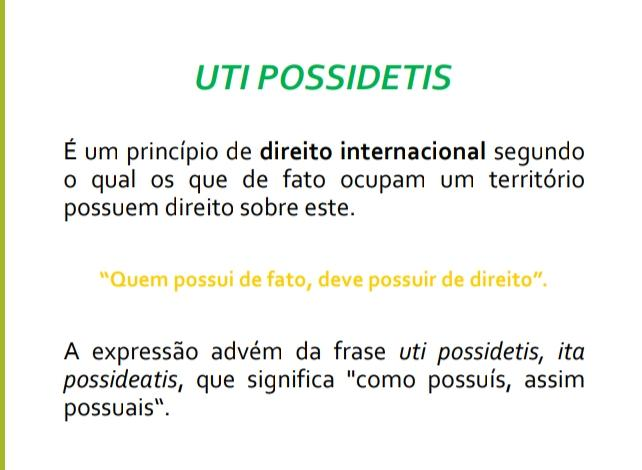 UTI POSSIDETIS
É um princípio de direito internacional segundo
o qual os que de fato ocupam um território
possuem direito sobre este.
“Quem possui de fato, deve possuir de direito”.
A expressão advém da frase uti possidetis, ita
possideatis, que significa "como possuís, assim
possuais“.